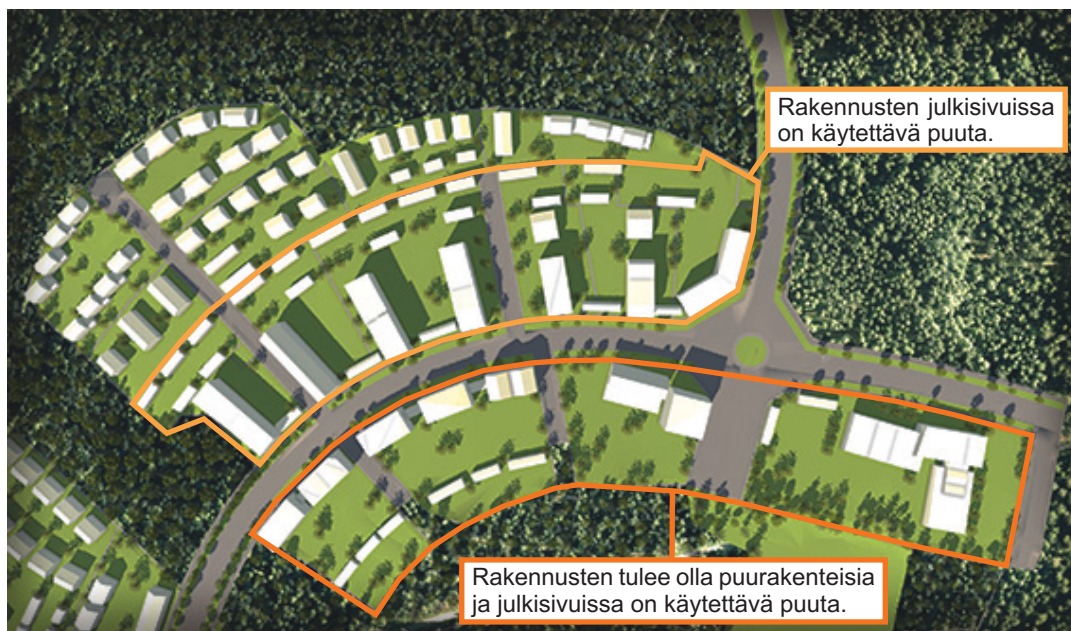 Rakennusten julkisivuissa
on käytettävä puuta.
Rakennusten tulee olla puurakenteisia
ja julkisivuissa on käytettävä puuta.